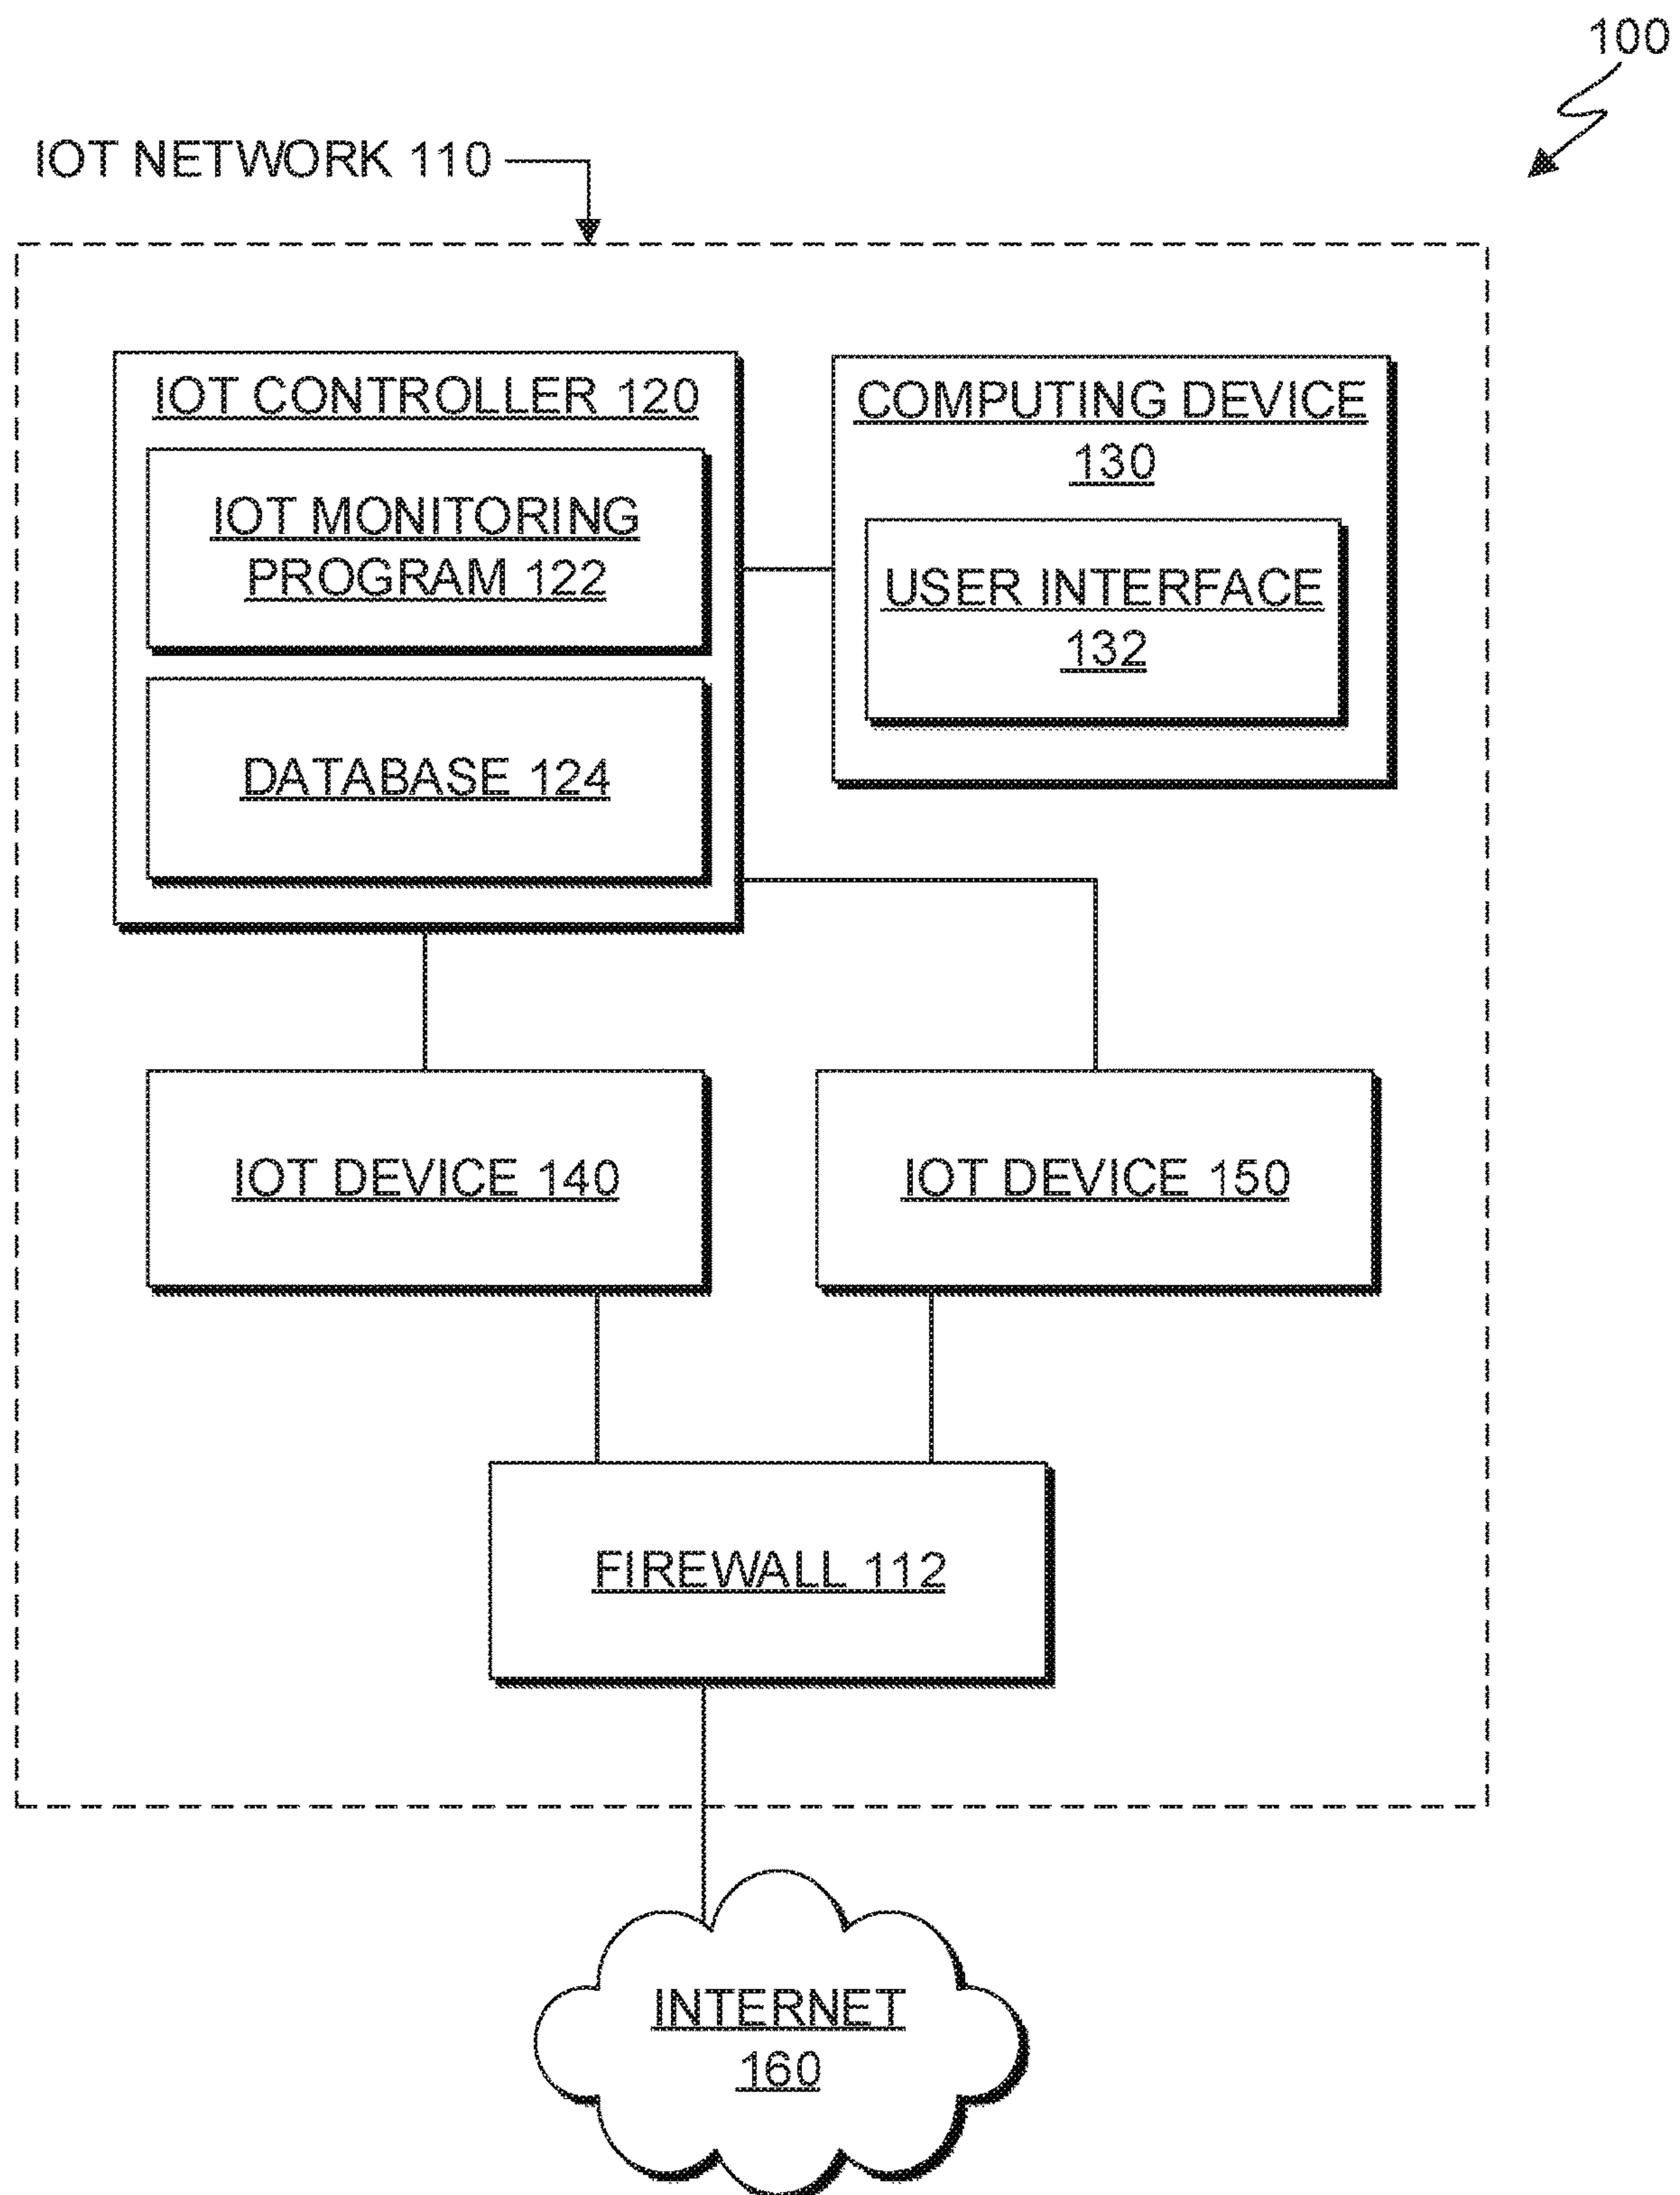 100
IOT NETWORK 110
IOT CONTROLLER 120
IOT MONITORING
PROGRAM 122
DATABASE 124
COMPUTING DEVICE
130
USER INTERFACE
132
IOT DEVICE 140
IOT DEVICE 150
FIREWALL 112
INTERNET
160